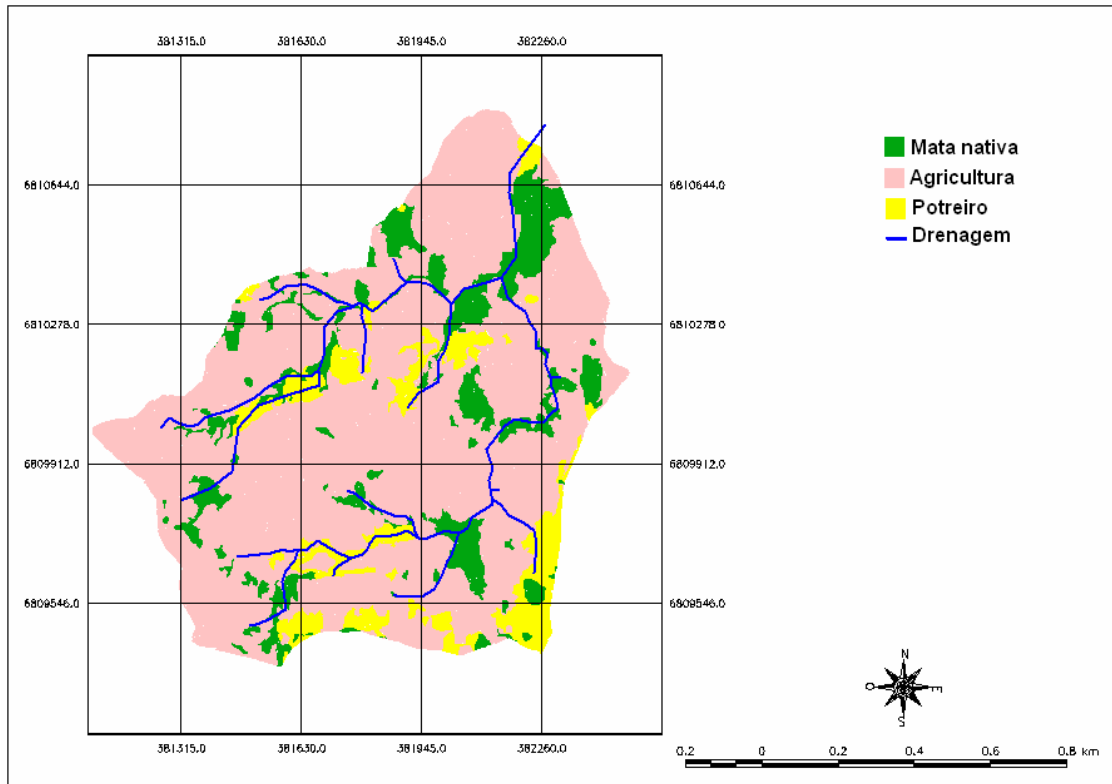 381315.0 381630.0 381945.0 382260.0
6810644.0 6810644.0
6810278.0 6810278.0
6809912.0 6809912.0
6809546.0 6809546.0
381315.0 381630.0 381945.0 382260.0
Mata nativa
Agricultura
Potreiro
Drenagem
N
O E
S
0.2 0 0.2 0.4 0.6 0.8 km